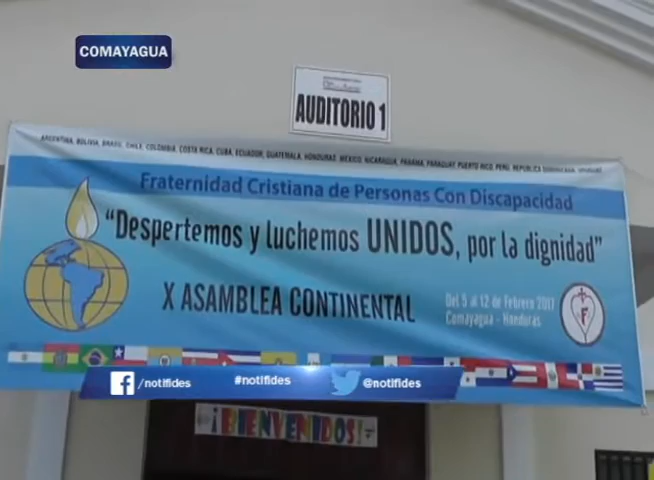 COMAYAGUA
AUDITORIO 1
ARGENTINA, BOLIVIA, BRASIL, CHILE, COLOMBIA, COSTA RICA, CUBA, ECUADOR, GUATEMALA, HONDURAS, MEXICO, NICARAGUA, PANAMA, PARAGUAY, PUERTO RICO, PERU, REPUBLICA DOMINICANA, URUGUAY
Fraternidad Cristiana de Personas Con Discapacidad
"Despertemos y luchemos UNIDOS, por la dignidad"
X ASAMBLEA CONTINENTAL
Del 5 al 12 de Febrero 2017
Comayagua - Honduras
F
/notifides #notifides @notifides
¡BIENVENIDOS!